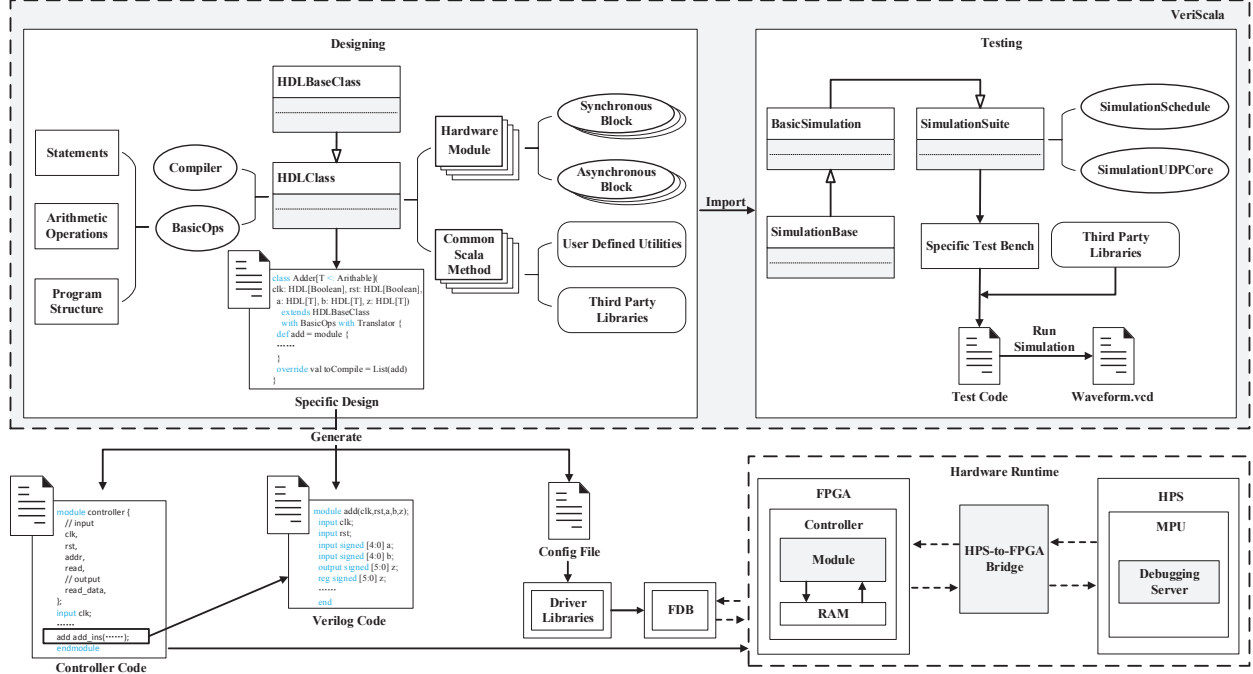 VeriScala
Designing
HDLBaseClass
HDLClass
Statements
Arithmetic
Operations
Program
Structure
Compiler
BasicOps
Hardware
Module
Common
Scala
Method
Synchronous
Block
Asynchronous
Block
User Defined Utilities
Third Party
Libraries
class Adder[T <: Arithable](
clk: HDL[Boolean], rst: HDL[Boolean],
a: HDL[T], b: HDL[T], z: HDL[T])
extends HDLBaseClass
with BasicOps with Translator {
def add = module {
......
}
override val toCompile = List(add)
}
Specific Design
Import
Testing
BasicSimulation
SimulationSuite
SimulationBase
SimulationSchedule
SimulationUDPCore
Specific Test Bench
Third Party
Libraries
Run
Simulation
Test Code
Waveform.vcd
Generate
module controller {
// input
clk,
rst,
addr,
read,
// output
read_data,
};
input clk;
......
add add_ins(......);
endmodule
Controller Code
module add(clk,rst,a,b,z);
input clk;
input rst;
input signed [4:0] a;
input signed [4:0] b;
output signed [5:0] z;
reg signed [5:0] z;
......
end
Verilog Code
Config File
Driver
Libraries
FDB
Hardware Runtime
FPGA
Controller
Module
RAM
HPS-to-FPGA
Bridge
HPS
MPU
Debugging
Server